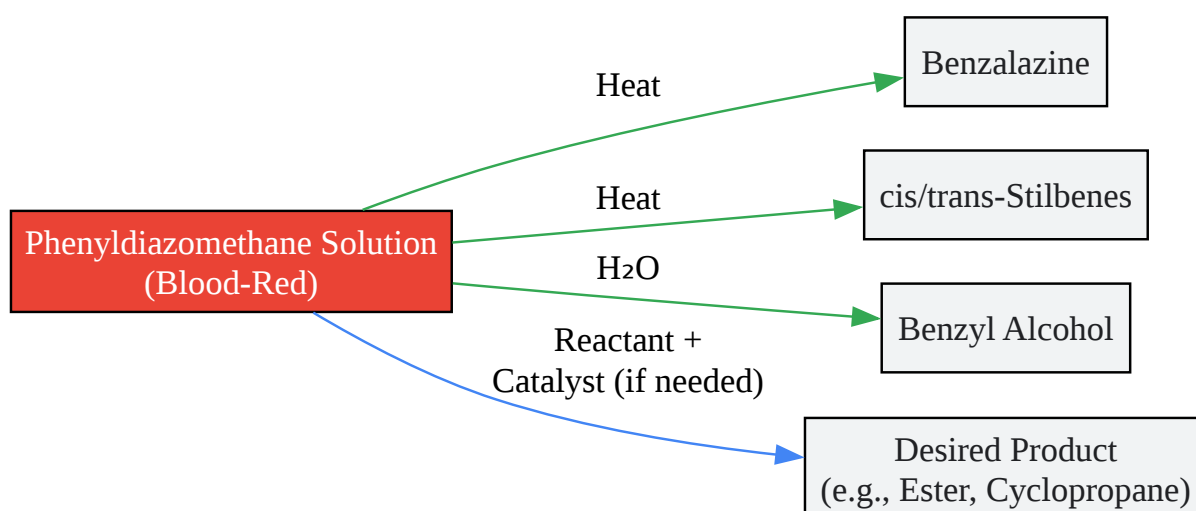 Benzalazine
Heat
cis/trans-Stilbenes
Heat
Phenyldiazomethane Solution
(Blood-Red)
H₂O
Benzyl Alcohol
Reactant +
Catalyst (if needed)
Desired Product
(e.g., Ester, Cyclopropane)